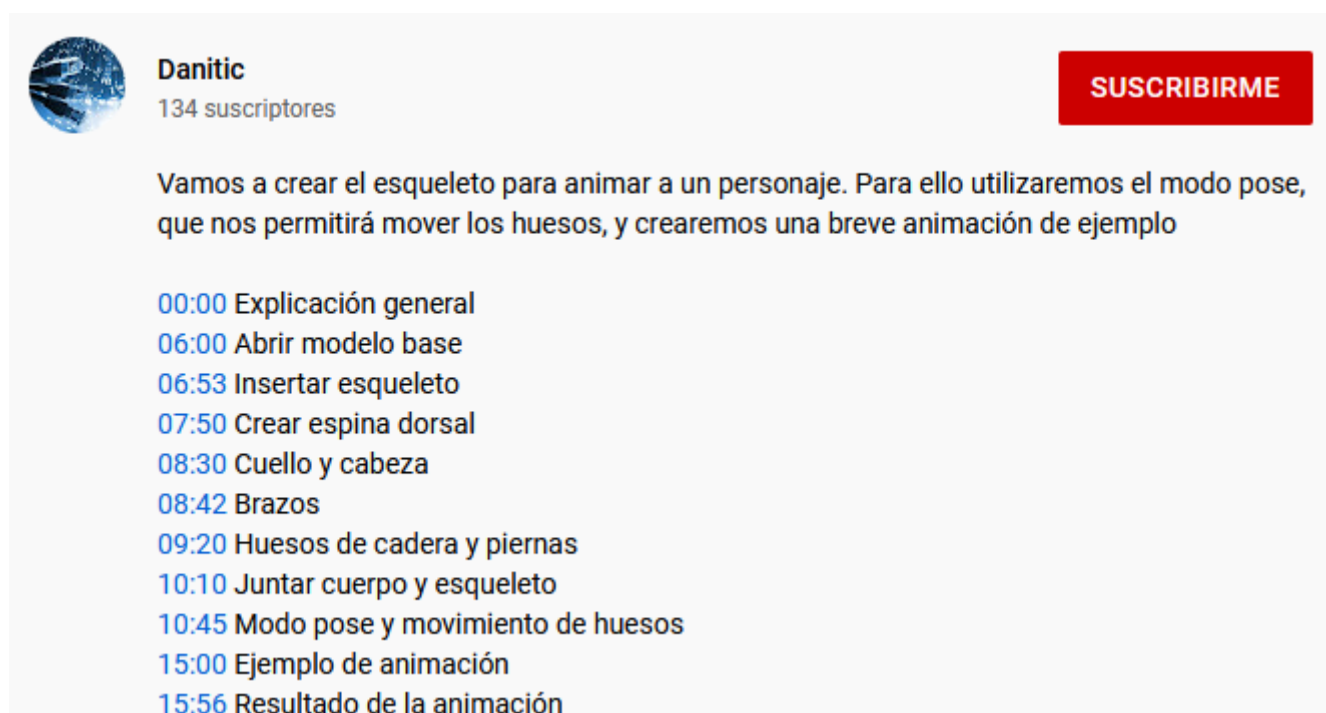 Danitic
134 suscriptores
SUSCRIBIRME
Vamos a crear el esqueleto para animar a un personaje. Para ello utilizaremos el modo pose,
que nos permitirá mover los huesos, y crearemos una breve animación de ejemplo
00:00 Explicación general
06:00 Abrir modelo base
06:53 Insertar esqueleto
07:50 Crear espina dorsal
08:30 Cuello y cabeza
08:42 Brazos
09:20 Huesos de cadera y piernas
10:10 Juntar cuerpo y esqueleto
10:45 Modo pose y movimiento de huesos
15:00 Ejemplo de animación
15:56 Resultado de la animación